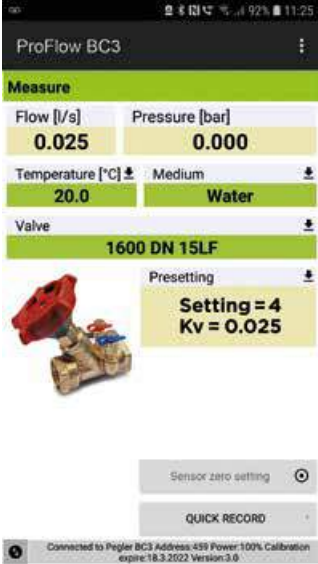 92% 11:25
ProFlow BC3
Measure
Flow [l/s] Pressure [bar]
0.025 0.000
Temperature [°C] Medium
20.0 Water
Valve
1600 DN 15LF
Presetting
Setting = 4
Kv = 0.025
Sensor zero setting
QUICK RECORD
Connected to Pegler BC3 Address:459 Power:100% Calibration
expire:18.3.2022 Version:3.0